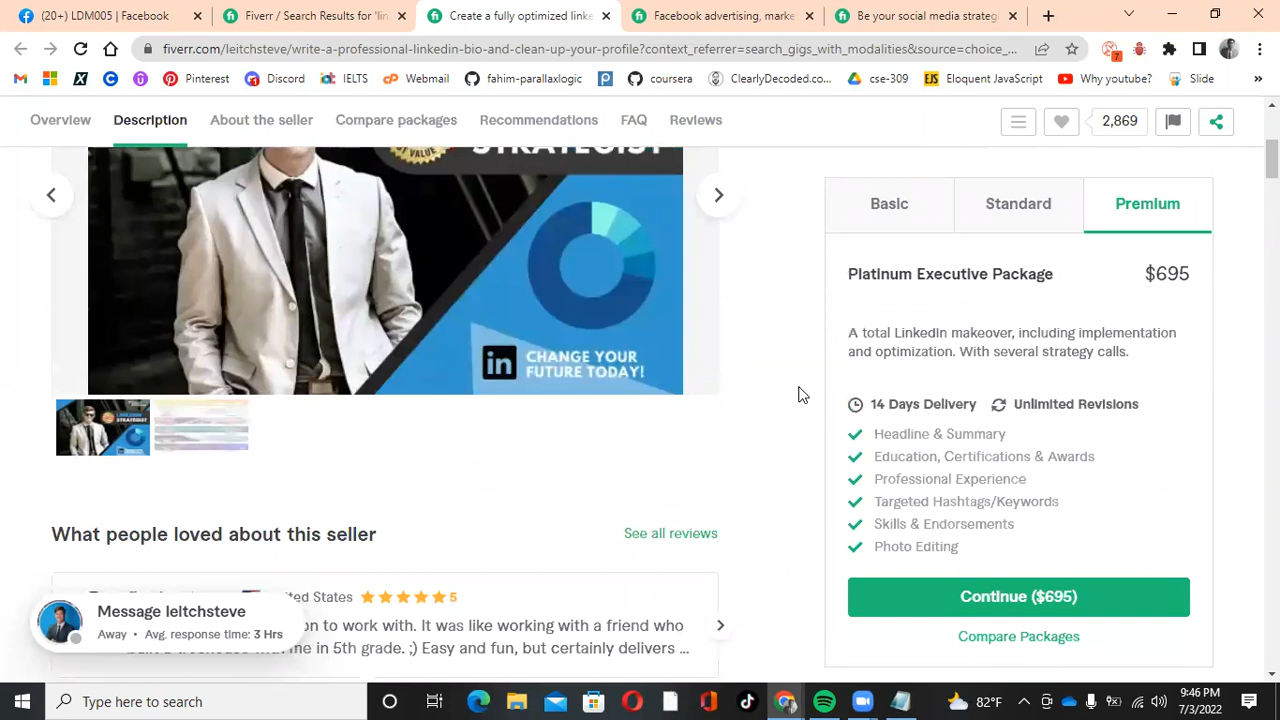 (20+) LDM005 | Facebook
Fiverr / Search Results for 'lin
Create a fully optimized linke
Facebook advertising, marke
Be your social media strateg
fiverr.com/leitchsteve/write-a-professional-linkedin-bio-and-clean-up-your-profile?context_referrer=search_gigs_with_modalities&source=choice_...
7
Pinterest
Discord
IELTS
Webmail
fahim-parallaxlogic
coursera
ClearlyDecoded.co...
cse-309
EJS
Eloquent JavaScript
Why youtube?
Slide
»
Overview
Description
About the seller
Compare packages
Recommendations
FAQ
Reviews
2,869
VALUE
STRATEGIST
in
CHANGE YOUR
FUTURE TODAY!
Basic
Standard
Premium
Platinum Executive Package
$695
A total LinkedIn makeover, including implementation
and optimization. With several strategy calls.
14 Days Delivery
Unlimited Revisions
Headline & Summary
Education, Certifications & Awards
Professional Experience
Targeted Hashtags/Keywords
Skills & Endorsements
Photo Editing
Continue ($695)
Compare Packages
What people loved about this seller
See all reviews
ted States
5
on to work with. It was like working with a friend who
me in 5th grade. ;) Easy and fun, but certainly delivers ...
Message leitchsteve
Away • Avg. response time: 3 Hrs
Type here to search
82°F
9:46 PM
7/3/2022